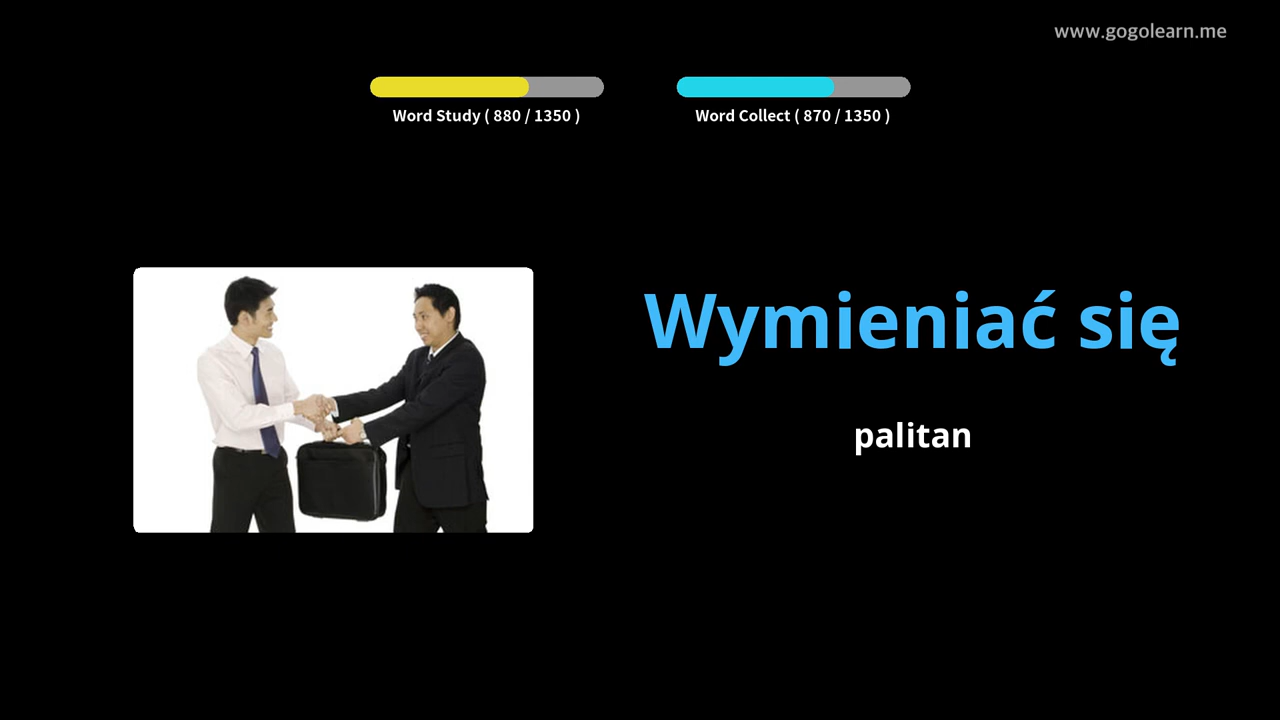 www.gogolearn.me
Word Study ( 880 / 1350 )
Word Collect ( 870 / 1350 )
Wymieniać się
palitan